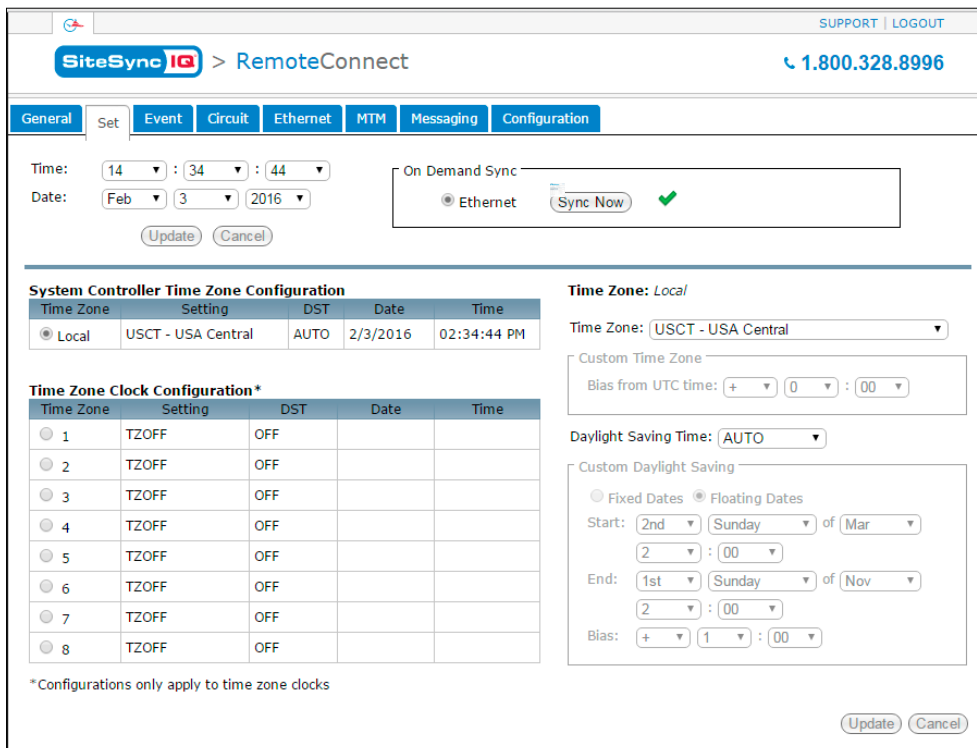 SUPPORT | LOGOUT
SiteSync IQ > RemoteConnect
1.800.328.8996
General Set Event Circuit Ethernet MTM Messaging Configuration
Time: 14 : 34 : 44
Date: Feb 3 2016
Update Cancel
On Demand Sync
Ethernet Sync Now
System Controller Time Zone Configuration
Time Zone Setting DST Date Time
Local USCT - USA Central AUTO 2/3/2016 02:34:44 PM
Time Zone Clock Configuration*
Time Zone Setting DST Date Time
1 TZOFF OFF
2 TZOFF OFF
3 TZOFF OFF
4 TZOFF OFF
5 TZOFF OFF
6 TZOFF OFF
7 TZOFF OFF
8 TZOFF OFF
*Configurations only apply to time zone clocks
Time Zone: Local
Time Zone: USCT - USA Central
Custom Time Zone
Bias from UTC time: + 0 : 00
Daylight Saving Time: AUTO
Custom Daylight Saving
Fixed Dates Floating Dates
Start: 2nd Sunday of Mar
2 : 00
End: 1st Sunday of Nov
2 : 00
Bias: + 1 : 00
Update Cancel